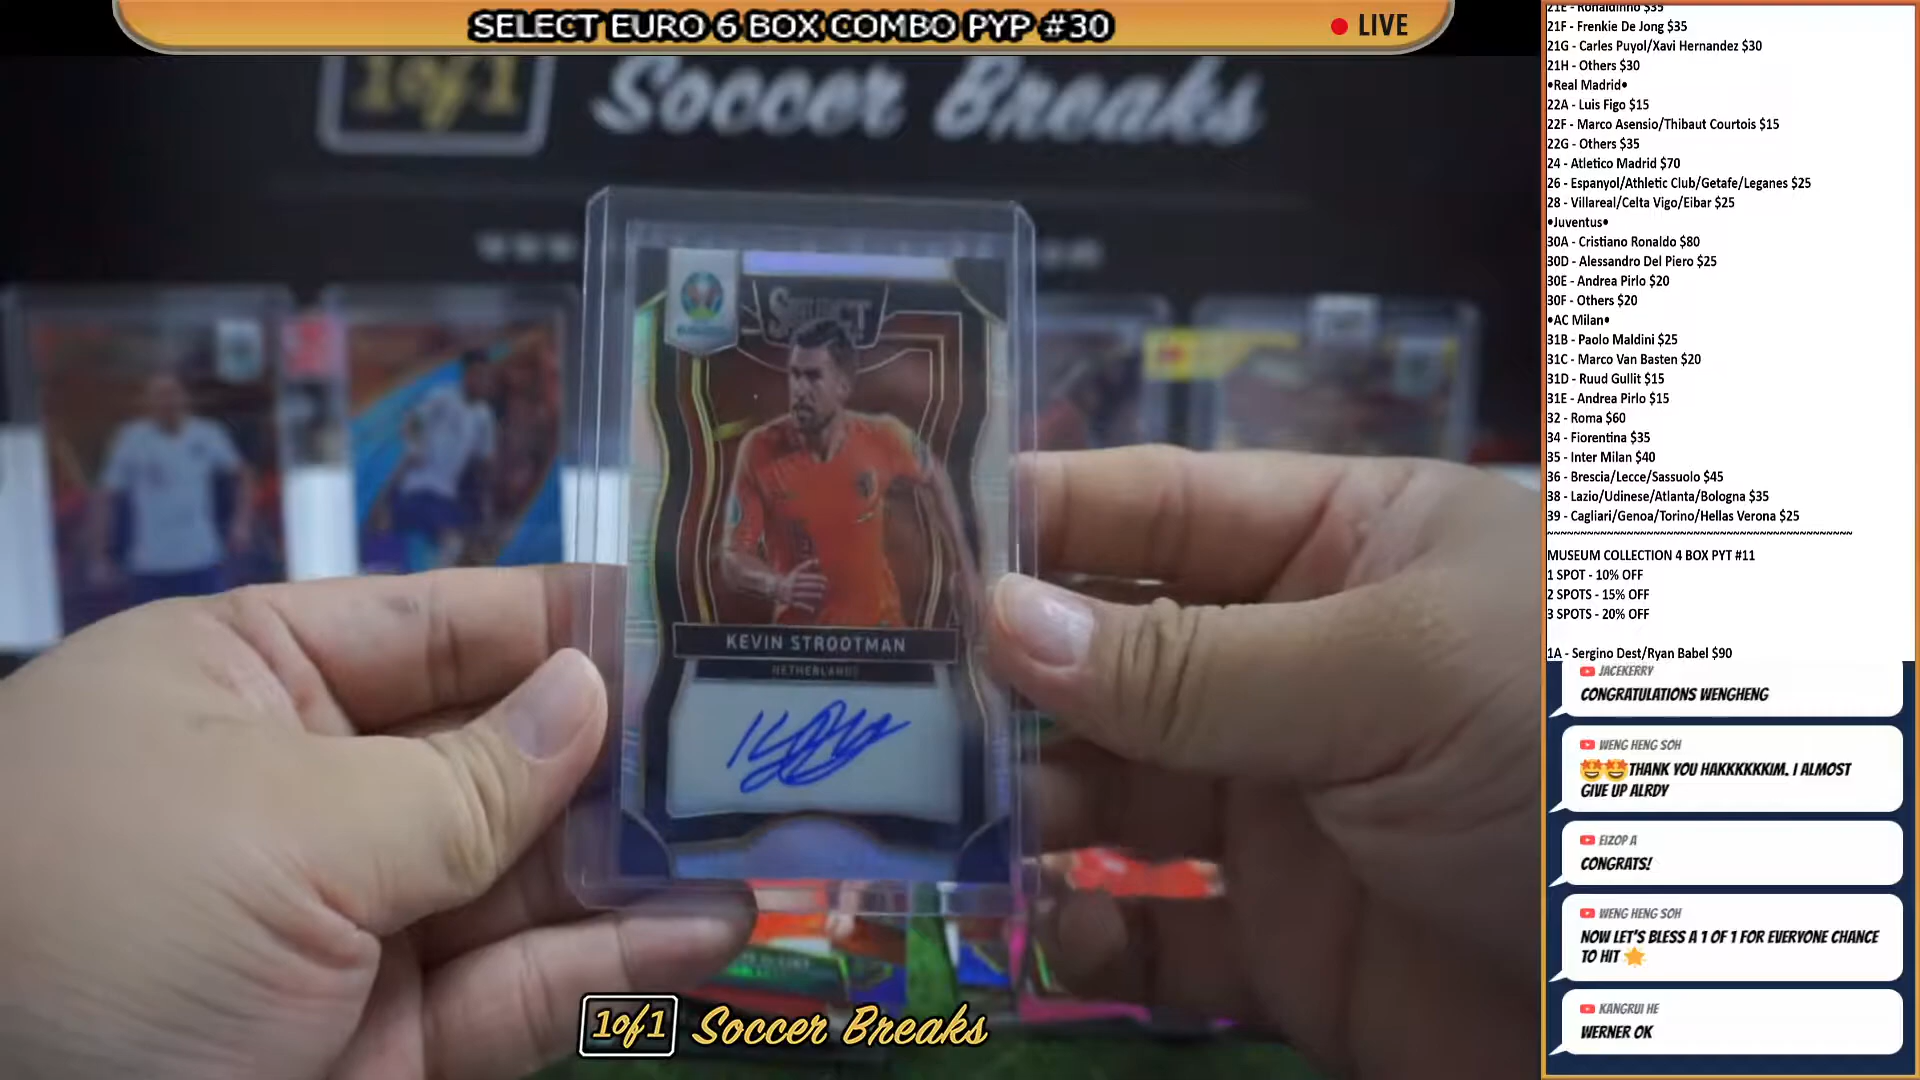 SELECT EURO 6 BOX COMBO PYP #30
LIVE
1of1 Soccer Breaks
SELECT
KEVIN STROOTMAN
NETHERLANDS
1of1 Soccer Breaks
21E - Ronaldinho $35
21F - Frenkie De Jong $35
21G - Carles Puyol/Xavi Hernandez $30
21H - Others $30
•Real Madrid•
22A - Luis Figo $15
22F - Marco Asensio/Thibaut Courtois $15
22G - Others $35
24 - Atletico Madrid $70
26 - Espanyol/Athletic Club/Getafe/Leganes $25
28 - Villareal/Celta Vigo/Eibar $25
•Juventus•
30A - Cristiano Ronaldo $80
30D - Alessandro Del Piero $25
30E - Andrea Pirlo $20
30F - Others $20
•AC Milan•
31B - Paolo Maldini $25
31C - Marco Van Basten $20
31D - Ruud Gullit $15
31E - Andrea Pirlo $15
32 - Roma $60
34 - Fiorentina $35
35 - Inter Milan $40
36 - Brescia/Lecce/Sassuolo $45
38 - Lazio/Udinese/Atlanta/Bologna $35
39 - Cagliari/Genoa/Torino/Hellas Verona $25
~~~~~~~~~~~~~~~~~~~~~~~~~~~~~~~~~~~~~~~~
MUSEUM COLLECTION 4 BOX PYT #11
1 SPOT - 10% OFF
2 SPOTS - 15% OFF
3 SPOTS - 20% OFF
1A - Sergino Dest/Ryan Babel $90
JACEKERRY
CONGRATULATIONS WENGHENG
WENG HENG SOH
THANK YOU HAKKKKKKIM. I ALMOST
GIVE UP ALRDY
EIZOP A
CONGRATS!
WENG HENG SOH
NOW LET'S BLESS A 1 OF 1 FOR EVERYONE CHANCE
TO HIT
KANGRUI HE
WERNER OK